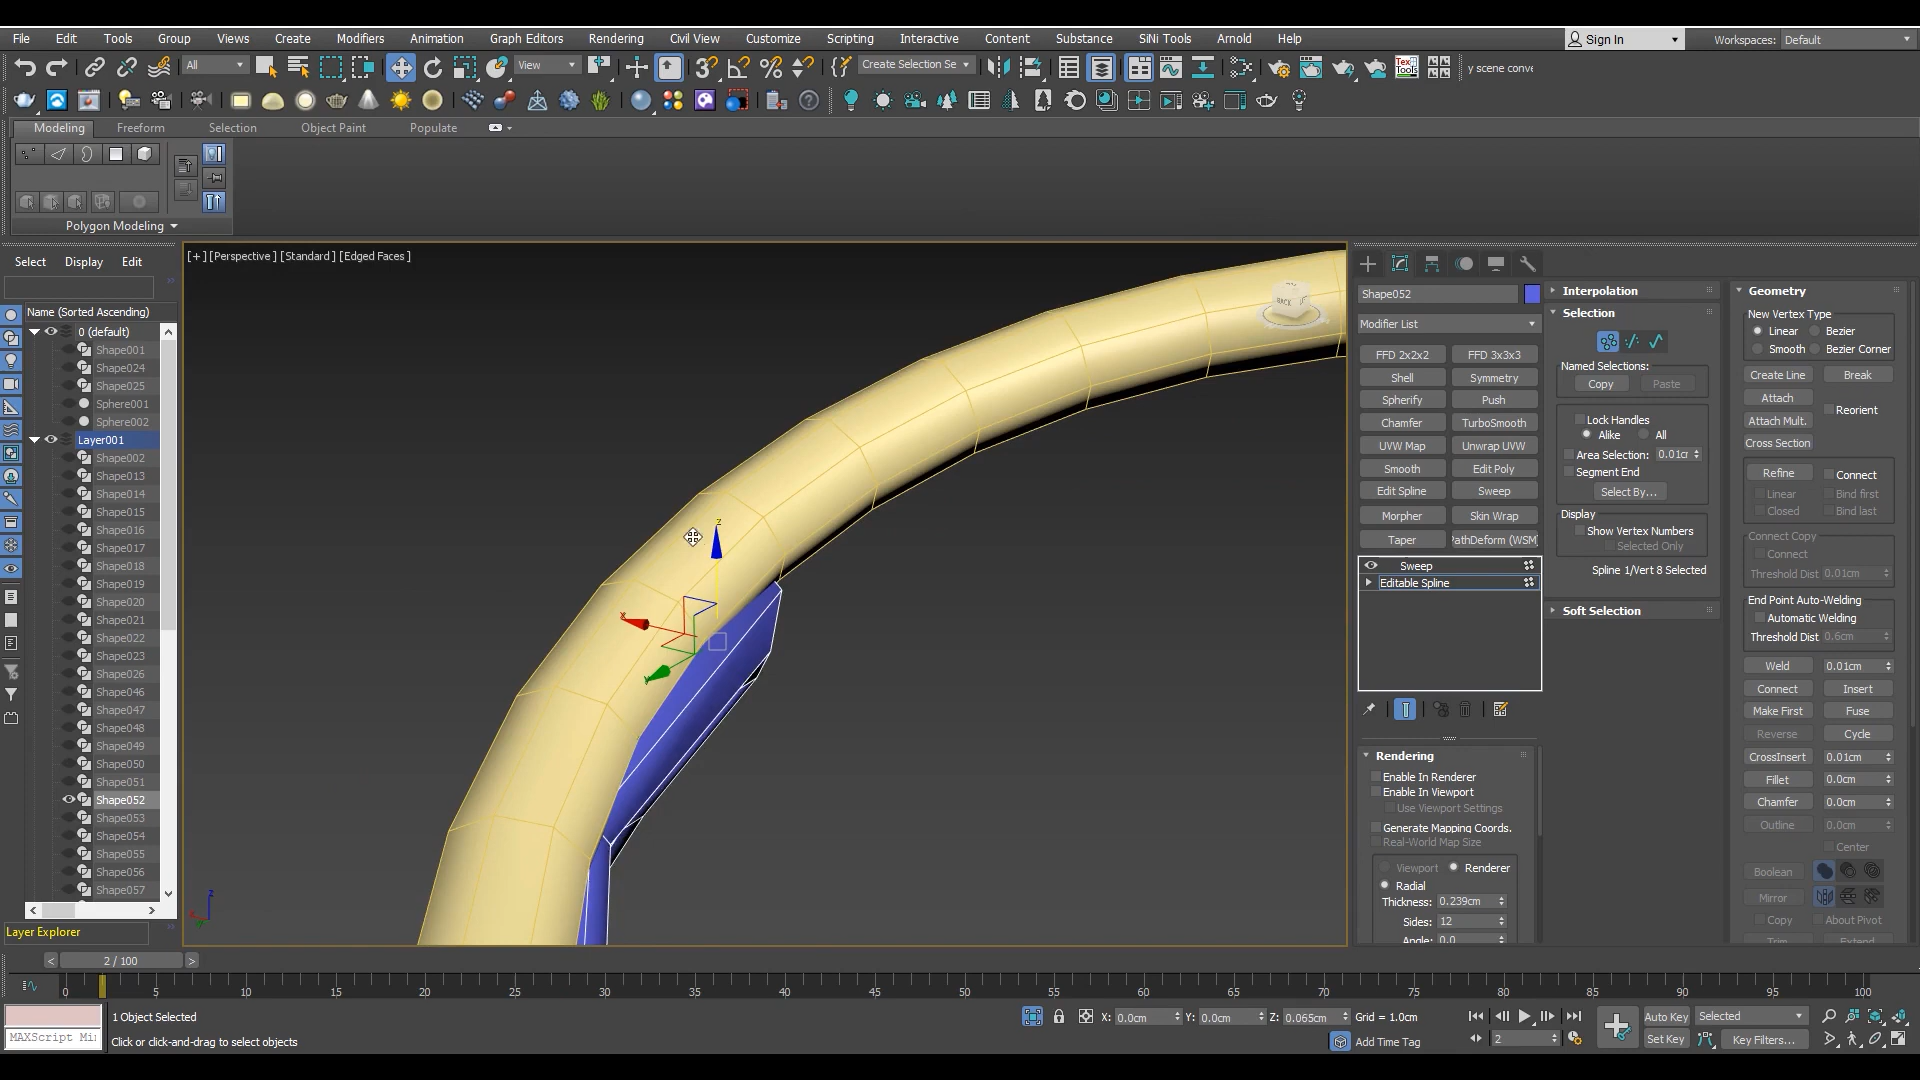 File Edit Tools Group Views Create Modifiers Animation Graph Editors Rendering Civil View Customize Scripting Interactive Content Substance SiNi Tools Arnold Help Sign In Workspaces: Default
All View Create Selection Se y scene conve
Modeling Freeform Selection Object Paint Populate
Polygon Modeling
Select Display Edit
Name (Sorted Ascending)
0 (default)
Shape001
Shape024
Shape025
Sphere001
Sphere002
Layer001
Shape002
Shape013
Shape014
Shape015
Shape016
Shape017
Shape018
Shape019
Shape020
Shape021
Shape022
Shape023
Shape026
Shape046
Shape047
Shape048
Shape049
Shape050
Shape051
Shape052
Shape053
Shape054
Shape055
Shape056
Shape057
Layer Explorer
[+] [Perspective] [Standard] [Edged Faces]
BACK
z
x
y
Shape052
Modifier List
FFD 2x2x2 FFD 3x3x3
Shell Symmetry
Spherify Push
Chamfer TurboSmooth
UVW Map Unwrap UVW
Smooth Edit Poly
Edit Spline Sweep
Morpher Skin Wrap
Taper PathDeform (WSM)
Sweep
Editable Spline
Rendering
Enable In Renderer
Enable In Viewport
Use Viewport Settings
Generate Mapping Coords.
Real-World Map Size
Viewport Renderer
Radial
Thickness: 0.239cm
Sides: 12
Angle: 0.0
Interpolation
Selection
Named Selections:
Copy Paste
Lock Handles
Alike All
Area Selection: 0.01cr
Segment End
Select By...
Display
Show Vertex Numbers
Selected Only
Spline 1/Vert 8 Selected
Soft Selection
Geometry
New Vertex Type
Linear Bezier
Smooth Bezier Corner
Create Line Break
Attach Reorient
Attach Mult.
Cross Section
Refine Connect
Linear Bind first
Closed Bind last
Connect Copy
Connect
Threshold Dist 0.01cm
End Point Auto-Welding
Automatic Welding
Threshold Dist 0.6cm
Weld 0.01cm
Connect Insert
Make First Fuse
Reverse Cycle
CrossInsert 0.01cm
Fillet 0.0cm
Chamfer 0.0cm
Outline 0.0cm
Center
Boolean
Mirror
Copy About Pivot
Trim Extend
2 / 100
0 5 10 15 20 25 30 35 40 45 50 55 60 65 70 75 80 85 90 95 100
1 Object Selected X: 0.0cm Y: 0.0cm Z: 0.065cm Grid = 1.0cm Auto Key Selected
MAXScript Mi Click or click-and-drag to select objects Add Time Tag 2 Set Key Key Filters...